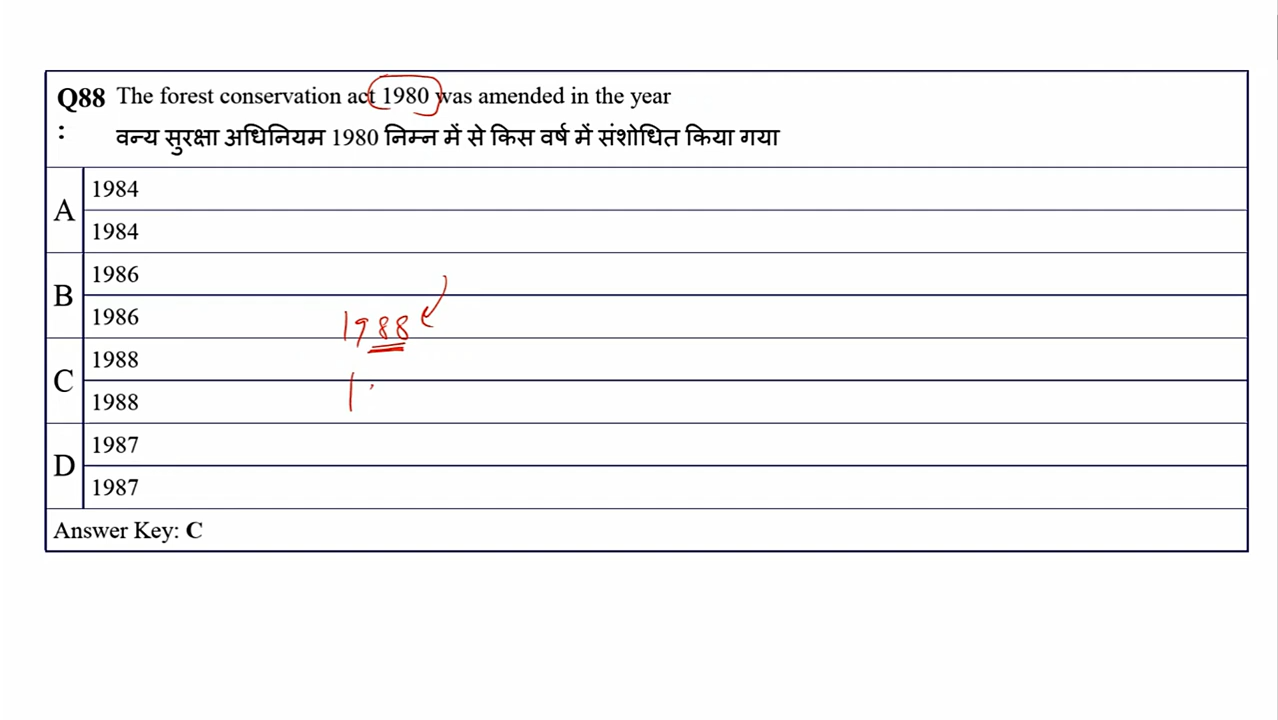 Q88 The forest conservation act 1980 was amended in the year
: वन्य सुरक्षा अधिनियम 1980 निम्न में से किस वर्ष में संशोधित किया गया
A
1984
1984
B
1986
1986
1988
C
1988
1988
D
1987
1987
Answer Key: C